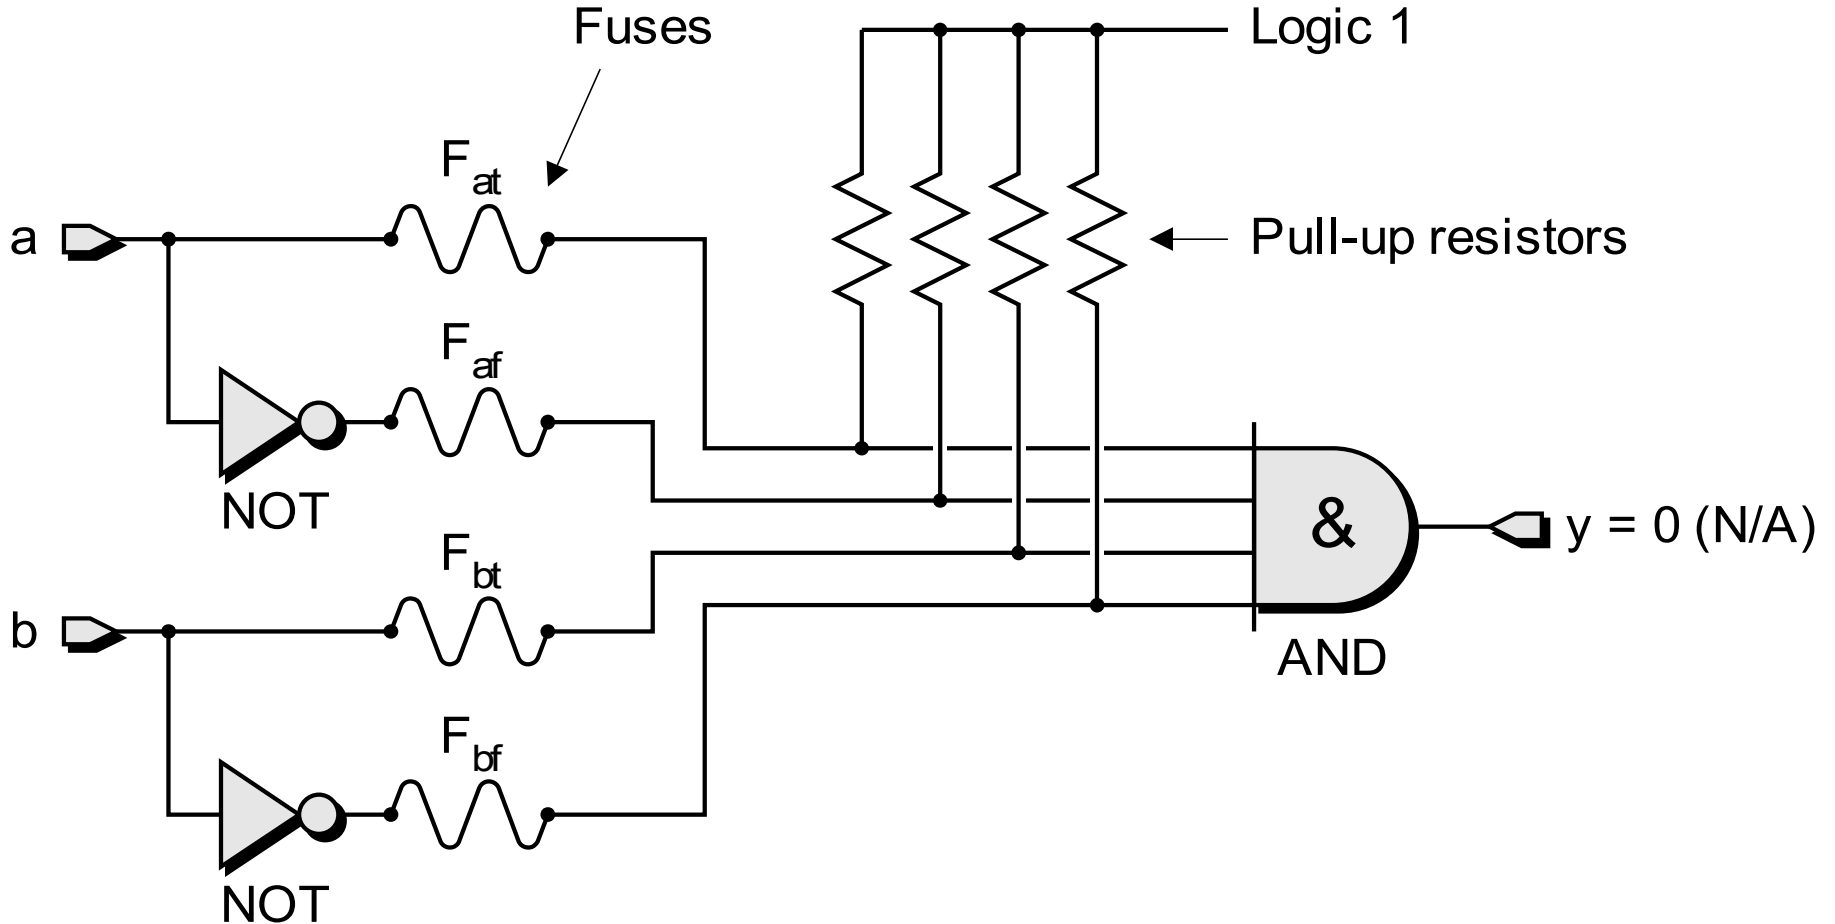 Fuses
Logic 1
Fat
a
Pull-up resistors
Faf
NOT
&
y = 0 (N/A)
Fbt
b
AND
Fbf
NOT